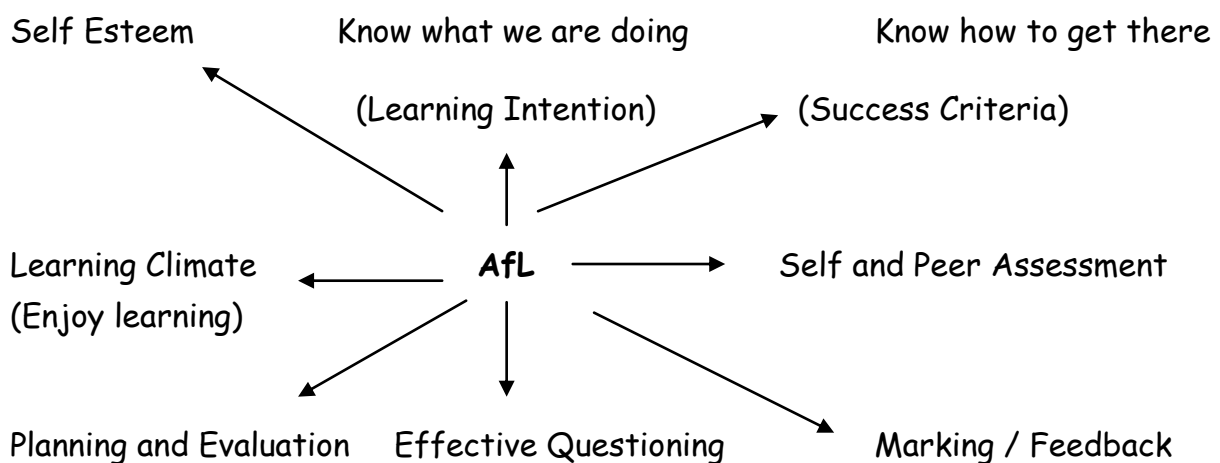 Self Esteem Know what we are doing Know how to get there
(Learning Intention) (Success Criteria)
Learning Climate AfL Self and Peer Assessment
(Enjoy learning)
Planning and Evaluation Effective Questioning Marking / Feedback